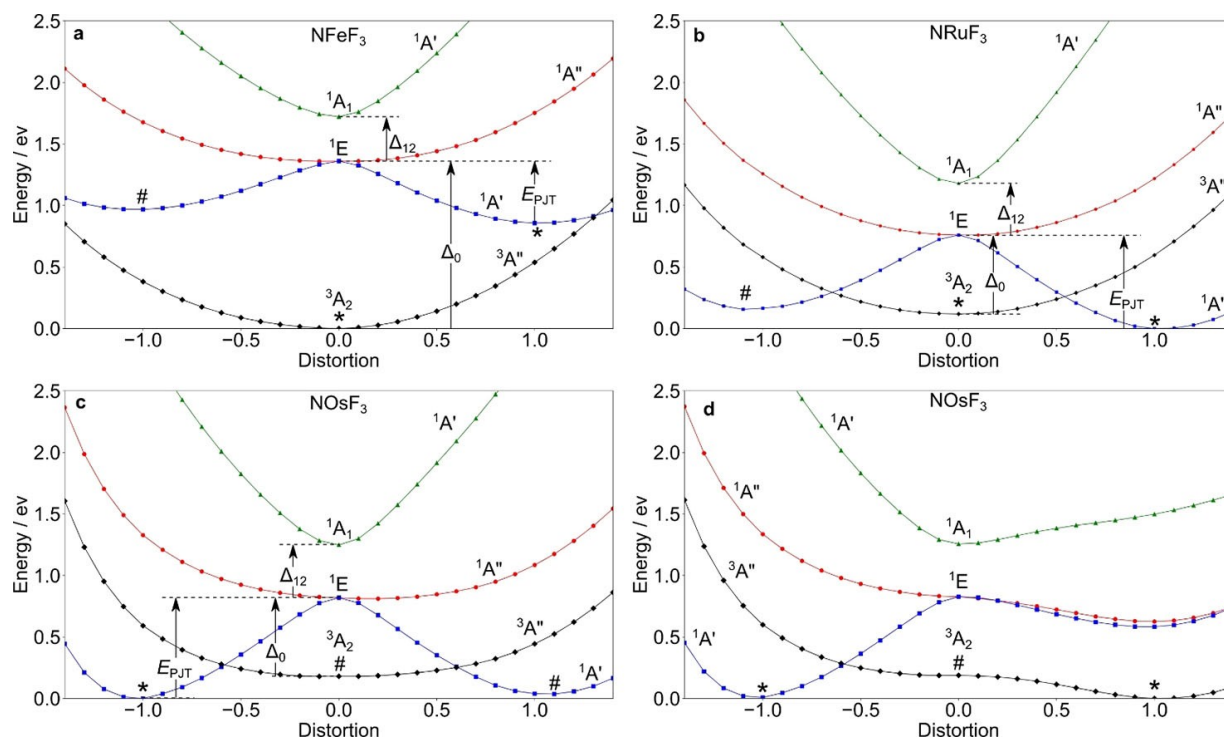 a
NFeF₃
¹A'
¹A"
¹A₁
Δ₁₂
¹E
#
E_PJT
¹A'
*
Δ₀
³A"
³A₂
*
Energy / ev
0.0
0.5
1.0
1.5
2.0
2.5
−1.0
−0.5
0.0
0.5
1.0
Distortion
b
NRuF₃
¹A'
¹A"
³A"
¹A₁
Δ₁₂
¹E
#
³A₂
*
Δ₀
E_PJT
*
¹A'
Energy / ev
0.0
0.5
1.0
1.5
2.0
2.5
−1.0
−0.5
0.0
0.5
1.0
Distortion
c
NOsF₃
¹A'
¹A₁
Δ₁₂
¹E
¹A"
³A"
E_PJT
Δ₀
³A₂
#
*
#
¹A'
Energy / ev
0.0
0.5
1.0
1.5
2.0
2.5
−1.0
−0.5
0.0
0.5
1.0
Distortion
d
NOsF₃
¹A'
¹A"
¹A₁
³A"
¹E
¹A'
³A₂
#
*
*
Energy / ev
0.0
0.5
1.0
1.5
2.0
2.5
−1.0
−0.5
0.0
0.5
1.0
Distortion